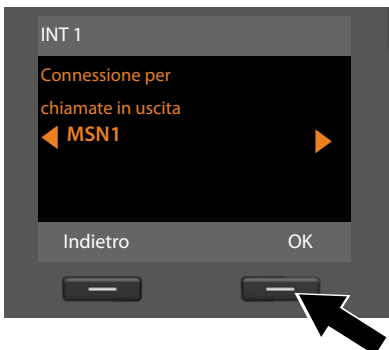 INT 1
Connessione per
chiamate in uscita
MSN1
Indietro OK